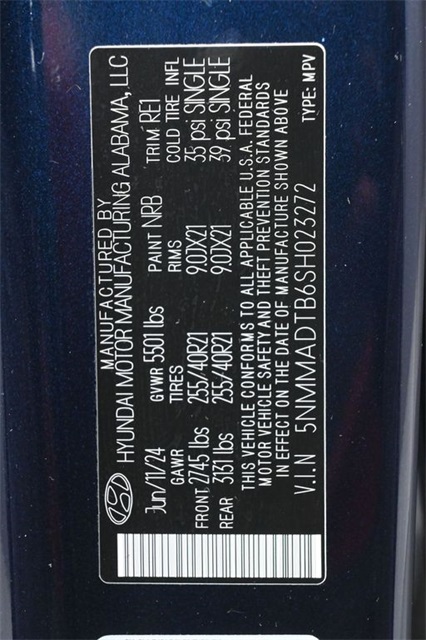 MANUFACTURED BY
HYUNDAI MOTOR MANUFACTURING ALABAMA, LLC
Jun/11/24 GVWR 5501 lbs PAINT NRB TRIM RET
GAWR TIRES RIMS COLD TIRE INFL
FRONT 2745 lbs 255/40R21 9.0JX21 35 psi SINGLE
REAR 3131 lbs 255/40R21 9.0JX21 39 psi SINGLE
THIS VEHICLE CONFORMS TO ALL APPLICABLE U.S.A. FEDERAL
MOTOR VEHICLE SAFETY AND THEFT PREVENTION STANDARDS
IN EFFECT ON THE DATE OF MANUFACTURE SHOWN ABOVE
V.I.N 5NMMADTB6SH023272 TYPE: MPV